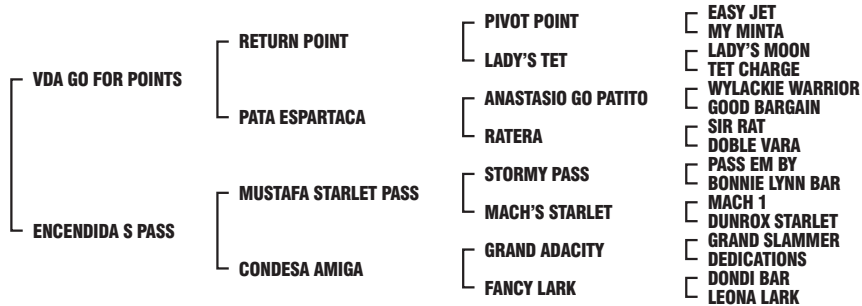 VDA GO FOR POINTS
ENCENDIDA S PASS
RETURN POINT
PATA ESPARTACA
MUSTAFA STARLET PASS
CONDESA AMIGA
PIVOT POINT
LADY'S TET
ANASTASIO GO PATITO
RATERA
STORMY PASS
MACH'S STARLET
GRAND ADACITY
FANCY LARK
EASY JET
MY MINTA
LADY'S MOON
TET CHARGE
WYLACKIE WARRIOR
GOOD BARGAIN
SIR RAT
DOBLE VARA
PASS EM BY
BONNIE LYNN BAR
MACH 1
DUNROX STARLET
GRAND SLAMMER
DEDICATIONS
DONDI BAR
LEONA LARK